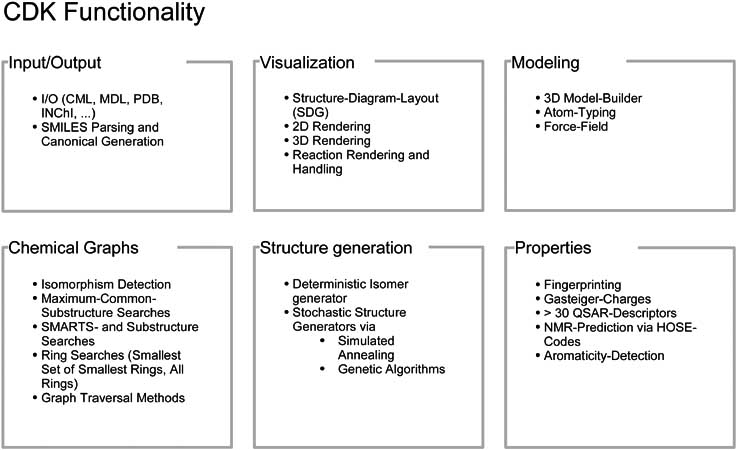 CDK Functionality
Input/Output
• I/O (CML, MDL, PDB,
INChI, ...)
• SMILES Parsing and
Canonical Generation
Visualization
• Structure-Diagram-Layout
(SDG)
• 2D Rendering
• 3D Rendering
• Reaction Rendering and
Handling
Modeling
• 3D Model-Builder
• Atom-Typing
• Force-Field
Chemical Graphs
• Isomorphism Detection
• Maximum-Common-
Substructure Searches
• SMARTS- and Substructure
Searches
• Ring Searches (Smallest
Set of Smallest Rings, All
Rings)
• Graph Traversal Methods
Structure generation
• Deterministic Isomer
generator
• Stochastic Structure
Generators via
• Simulated
Annealing
• Genetic Algorithms
Properties
• Fingerprinting
• Gasteiger-Charges
• > 30 QSAR-Descriptors
• NMR-Prediction via HOSE-
Codes
• Aromaticity-Detection